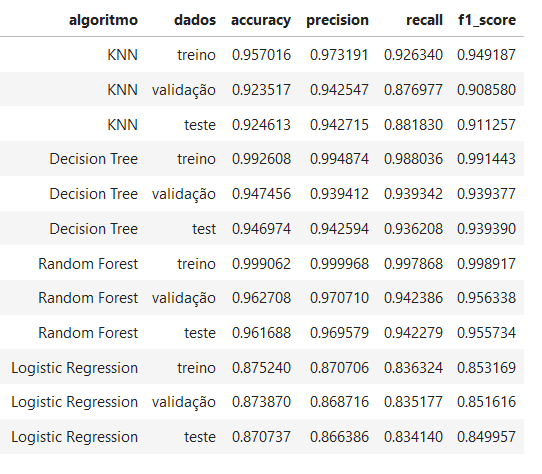 algoritmo dados accuracy precision recall f1_score
KNN treino 0.957016 0.973191 0.926340 0.949187
KNN validação 0.923517 0.942547 0.876977 0.908580
KNN teste 0.924613 0.942715 0.881830 0.911257
Decision Tree treino 0.992608 0.994874 0.988036 0.991443
Decision Tree validação 0.947456 0.939412 0.939342 0.939377
Decision Tree test 0.946974 0.942594 0.936208 0.939390
Random Forest treino 0.999062 0.999968 0.997868 0.998917
Random Forest validação 0.962708 0.970710 0.942386 0.956338
Random Forest teste 0.961688 0.969579 0.942279 0.955734
Logistic Regression treino 0.875240 0.870706 0.836324 0.853169
Logistic Regression validação 0.873870 0.868716 0.835177 0.851616
Logistic Regression teste 0.870737 0.866386 0.834140 0.849957